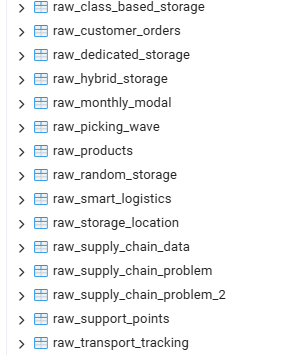 raw_class_based_storage
raw_customer_orders
raw_dedicated_storage
raw_hybrid_storage
raw_monthly_modal
raw_picking_wave
raw_products
raw_random_storage
raw_smart_logistics
raw_storage_location
raw_supply_chain_data
raw_supply_chain_problem
raw_supply_chain_problem_2
raw_support_points
raw_transport_tracking